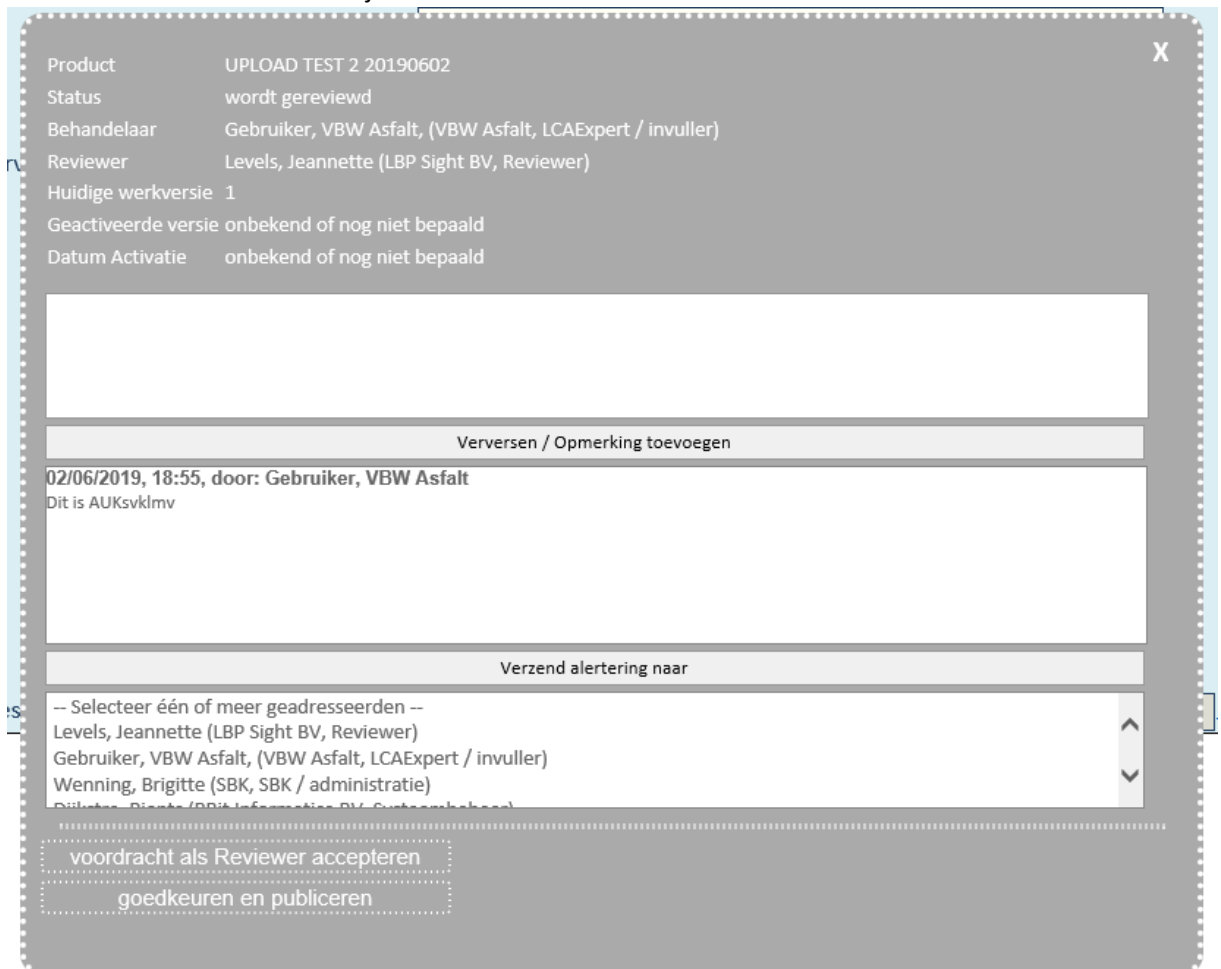 X
Product UPLOAD TEST 2 20190602
Status wordt gereviewd
Behandelaar Gebruiker, VBW Asfalt, (VBW Asfalt, LCAExpert / invuller)
Reviewer Levels, Jeannette (LBP Sight BV, Reviewer)
Huidige werkversie 1
Geactiveerde versie onbekend of nog niet bepaald
Datum Activatie onbekend of nog niet bepaald
Verversen / Opmerking toevoegen
02/06/2019, 18:55, door: Gebruiker, VBW Asfalt
Dit is AUKsvklmv
Verzend alertering naar
-- Selecteer één of meer geadresseerden --
Levels, Jeannette (LBP Sight BV, Reviewer)
Gebruiker, VBW Asfalt, (VBW Asfalt, LCAExpert / invuller)
Wenning, Brigitte (SBK, SBK / administratie)
voordracht als Reviewer accepteren
goedkeuren en publiceren